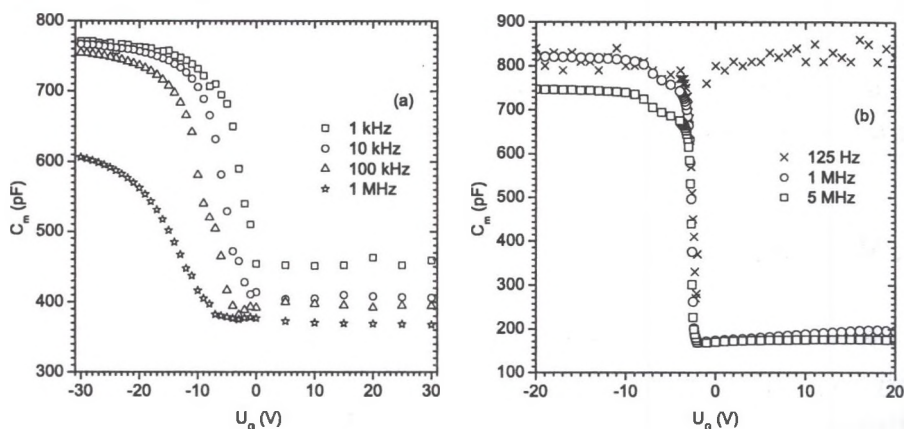 800
700
600
500
400
300
C_m (pF)
-30 -20 -10 0 10 20 30
U_g (V)
(a)
□ 1 kHz
○ 10 kHz
△ 100 kHz
☆ 1 MHz
900
800
700
600
500
400
300
200
100
C_m (pF)
-20 -10 0 10 20
U_g (V)
(b)
× 125 Hz
○ 1 MHz
□ 5 MHz